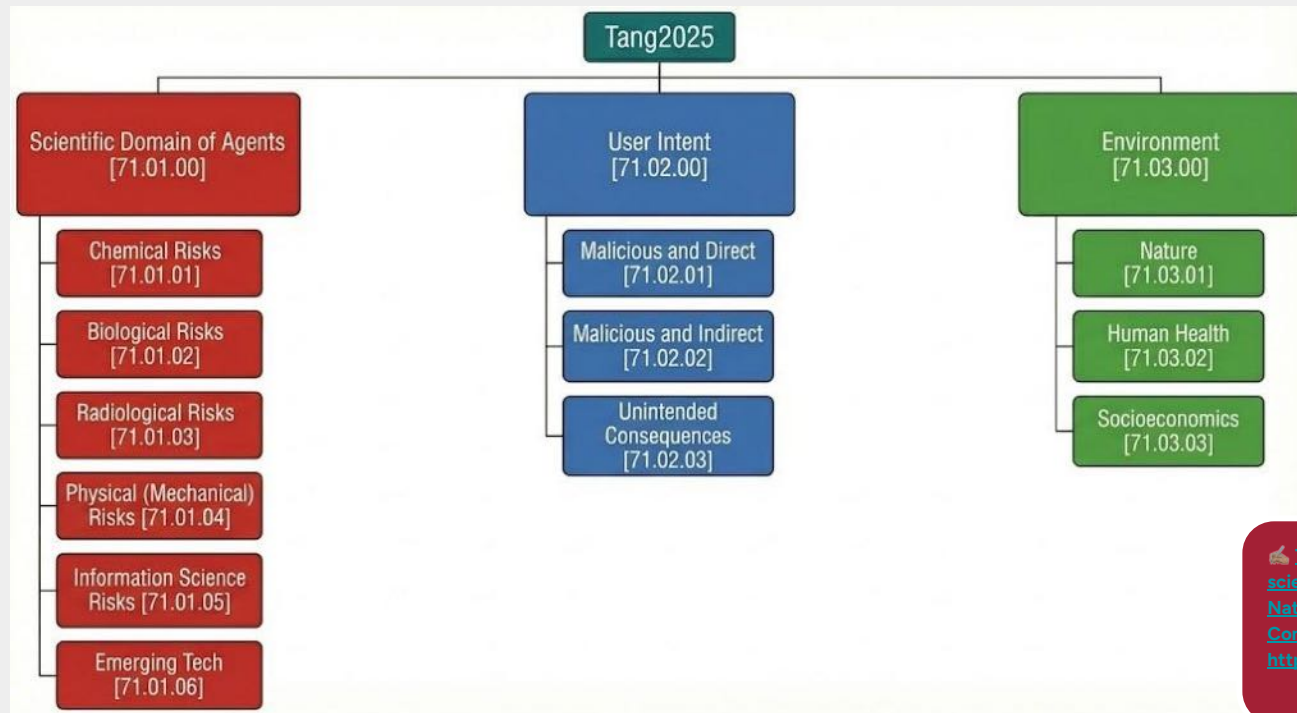 Tang2025
Scientific Domain of Agents
[71.01.00]
Chemical Risks
[71.01.01]
Biological Risks
[71.01.02]
Radiological Risks
[71.01.03]
Physical (Mechanical)
Risks [71.01.04]
Information Science
Risks [71.01.05]
Emerging Tech
[71.01.06]
User Intent
[71.02.00]
Malicious and Direct
[71.02.01]
Malicious and Indirect
[71.02.02]
Unintended
Consequences
[71.02.03]
Environment
[71.03.00]
Nature
[71.03.01]
Human Health
[71.03.02]
Socioeconomics
[71.03.03]